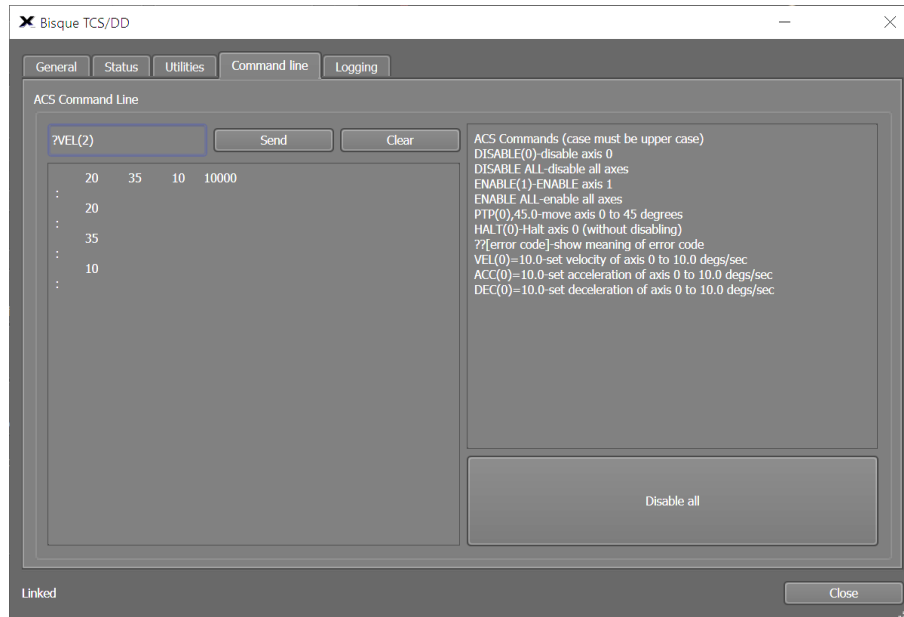 Bisque TCS/DD
General Status Utilities Command line Logging
ACS Command Line
?VEL(2) Send Clear
20 35 10 10000
:
20
:
35
:
10
:
ACS Commands (case must be upper case)
DISABLE(0)-disable axis 0
DISABLE ALL-disable all axes
ENABLE(1)-ENABLE axis 1
ENABLE ALL-enable all axes
PTP(0),45.0-move axis 0 to 45 degrees
HALT(0)-Halt axis 0 (without disabling)
??[error code]-show meaning of error code
VEL(0)=10.0-set velocity of axis 0 to 10.0 degs/sec
ACC(0)=10.0-set acceleration of axis 0 to 10.0 degs/sec
DEC(0)=10.0-set deceleration of axis 0 to 10.0 degs/sec
Disable all
Linked
Close